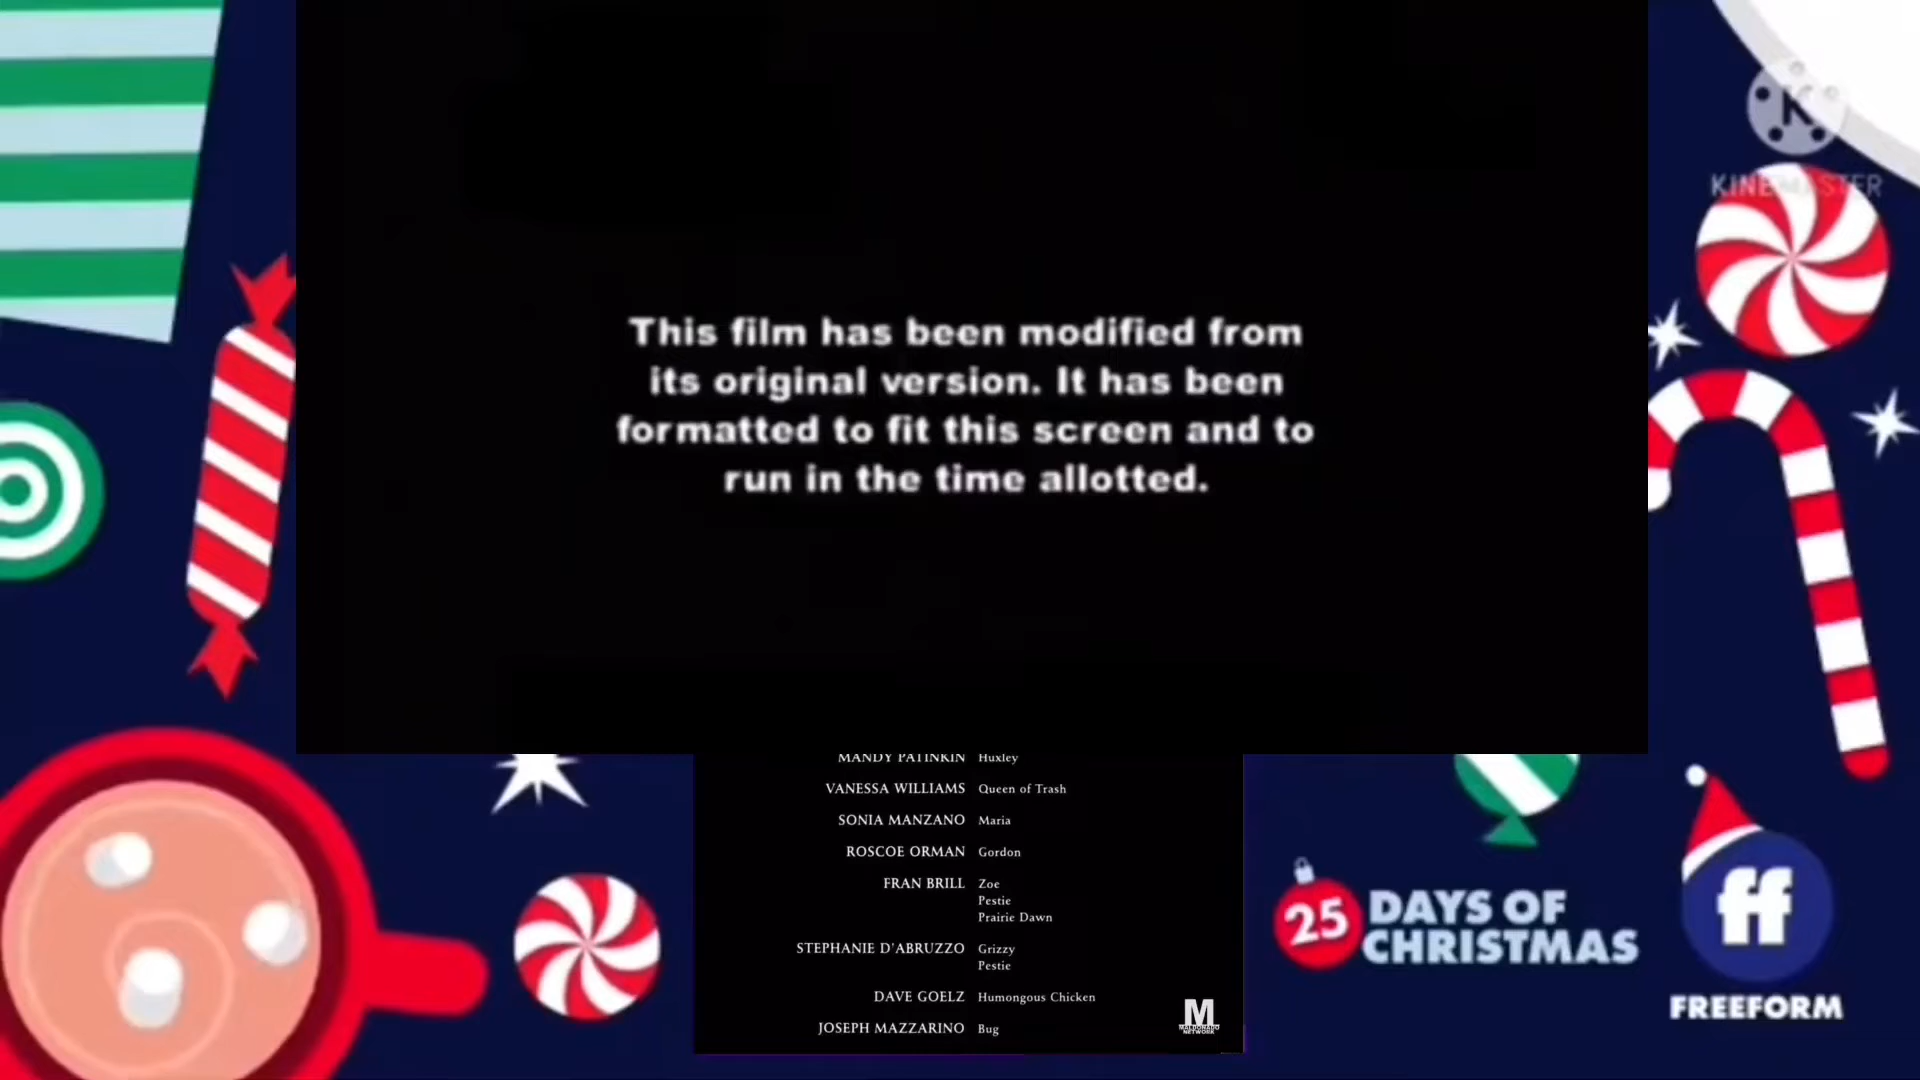 K
KINEMASTER
This film has been modified from
its original version. It has been
formatted to fit this screen and to
run in the time allotted.
MANDY PATINKIN Huxley
VANESSA WILLIAMS Queen of Trash
SONIA MANZANO Maria
ROSCOE ORMAN Gordon
FRAN BRILL Zoe
Pestie
Prairie Dawn
STEPHANIE D'ABRUZZO Grizzy
Pestie
DAVE GOELZ Humongous Chicken
JOSEPH MAZZARINO Bug
M
MALDONADO
NETWORK
25 DAYS OF
CHRISTMAS
ff
FREEFORM